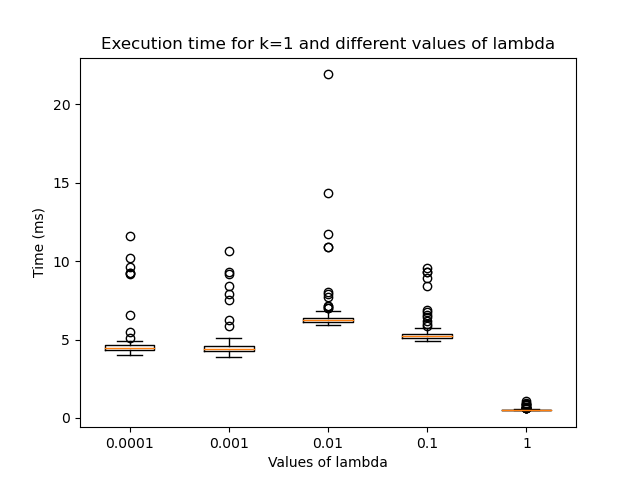 Execution time for k=1 and different values of lambda
20
15
10
5
0
Time (ms)
0.0001 0.001 0.01 0.1 1
Values of lambda